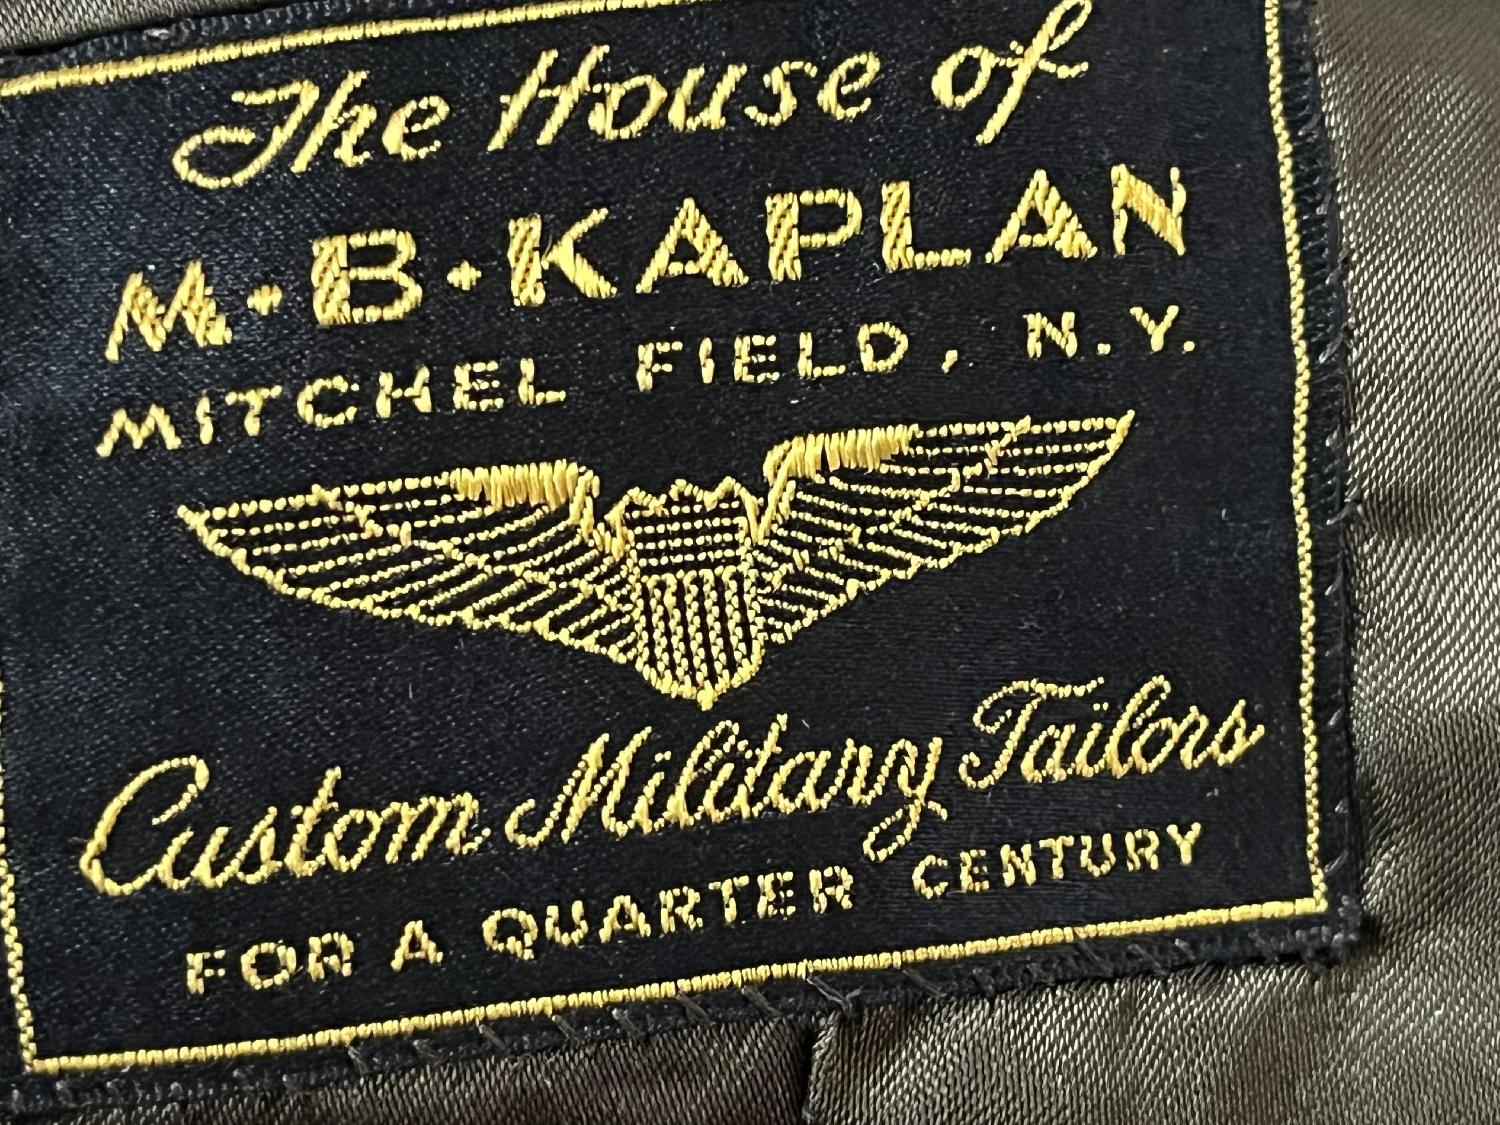 The House of
M·B·KAPLAN
MITCHEL FIELD, N.Y.
Custom Military Tailors
FOR A QUARTER CENTURY